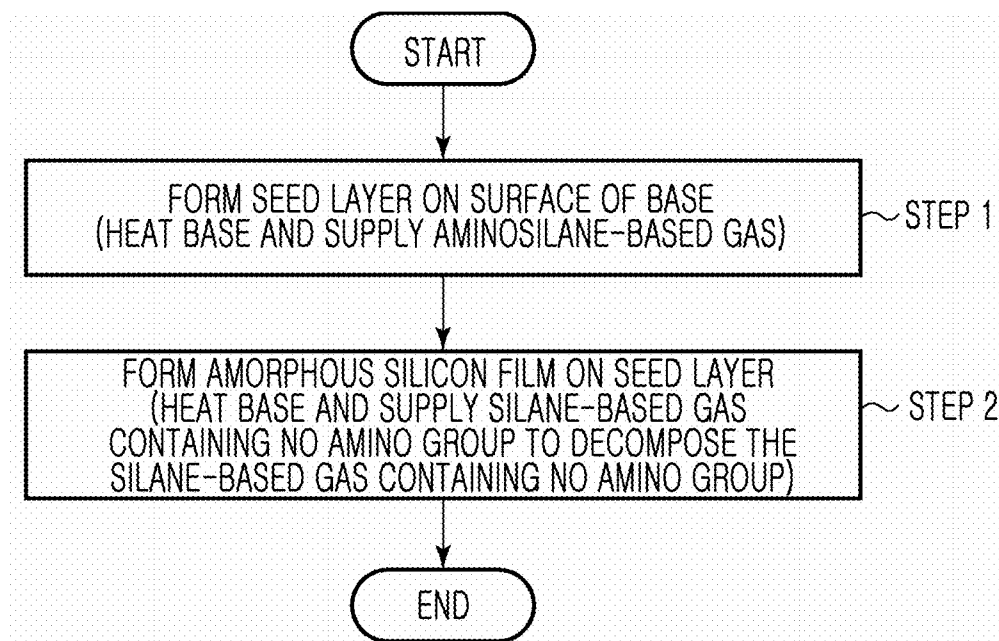 START
FORM SEED LAYER ON SURFACE OF BASE
(HEAT BASE AND SUPPLY AMINOSILANE-BASED GAS)
STEP 1
FORM AMORPHOUS SILICON FILM ON SEED LAYER
(HEAT BASE AND SUPPLY SILANE-BASED GAS
CONTAINING NO AMINO GROUP TO DECOMPOSE THE
SILANE-BASED GAS CONTAINING NO AMINO GROUP)
STEP 2
END